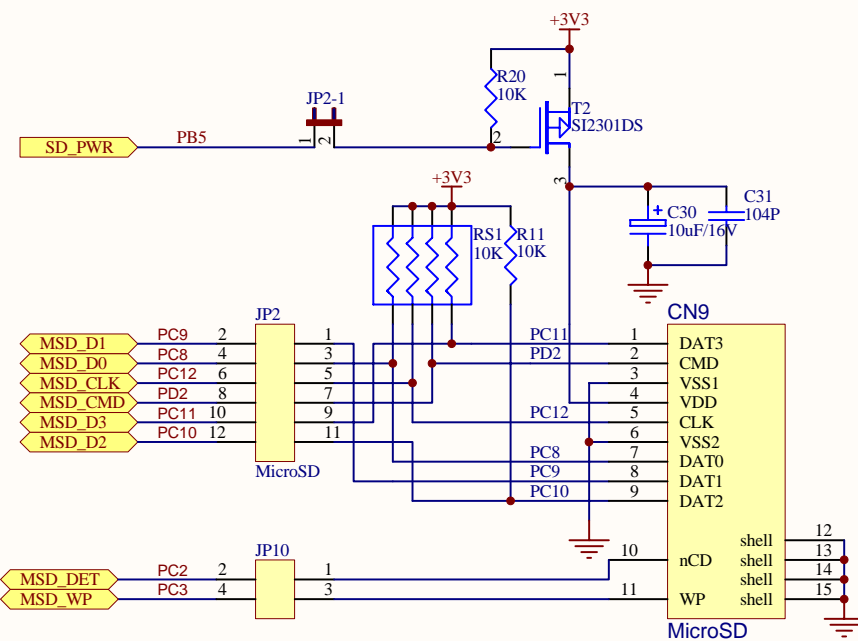 +3V3
R20
10K
1
T2
SI2301DS
2
3
JP2-1
1
2
SD_PWR
PB5
+3V3
RS1
10K
R11
10K
C30
10uF/16V
+
C31
104P
JP2
MSD_D1 PC9 2 1
MSD_D0 PC8 4 3
MSD_CLK PC12 6 5
MSD_CMD PD2 8 7
MSD_D3 PC11 10 9
MSD_D2 PC10 12 11
MicroSD
CN9
PC11 1 DAT3
PD2 2 CMD
3 VSS1
4 VDD
PC12 5 CLK
6 VSS2
PC8 7 DAT0
PC9 8 DAT1
PC10 9 DAT2
shell 12
10 nCD shell 13
shell 14
11 WP shell 15
MicroSD
JP10
MSD_DET PC2 2 1
MSD_WP PC3 4 3